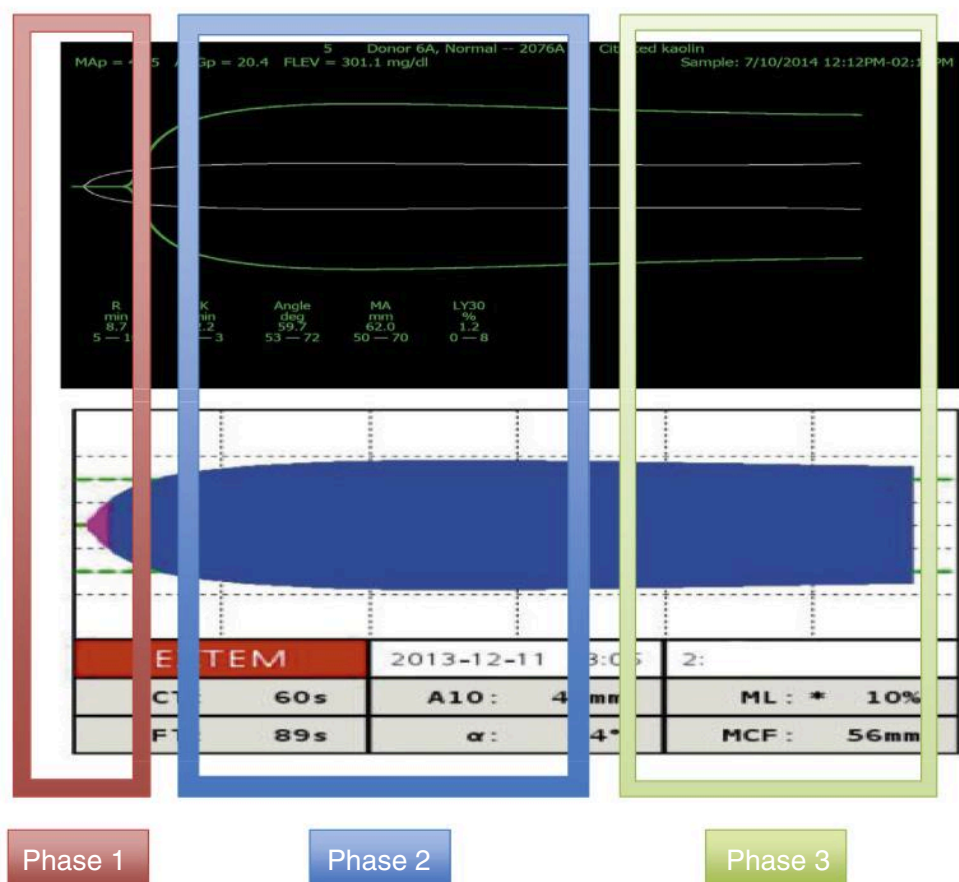 5 Donor 6A, Normal -- 2076A kaolin
MAp = FLEV = 301.1 mg/dl Sample: 7/10/2014 12:12PM-02:1 PM
= 20.4
R K Angle MA LY30
min deg mm %
8.7 59.7 62.0 1.2
5 — 53 — 72 50 — 70 0 — 8
2013-12-11 2:
60s A10: ML: * 10%
89s α: MCF: 56mm
Phase 1 Phase 2 Phase 3